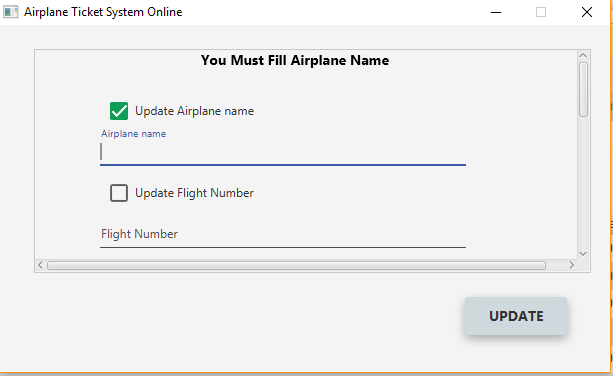 Airplane Ticket System Online
You Must Fill Airplane Name
Update Airplane name
Airplane name
Update Flight Number
Flight Number
UPDATE